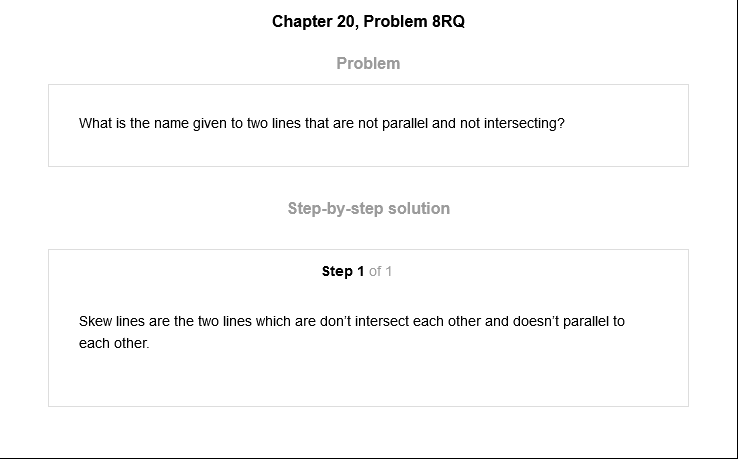 Chapter 20, Problem 8RQ
Problem
What is the name given to two lines that are not parallel and not intersecting?
Step-by-step solution
Step 1 of 1
Skew lines are the two lines which are don't intersect each other and doesn't parallel to
each other.